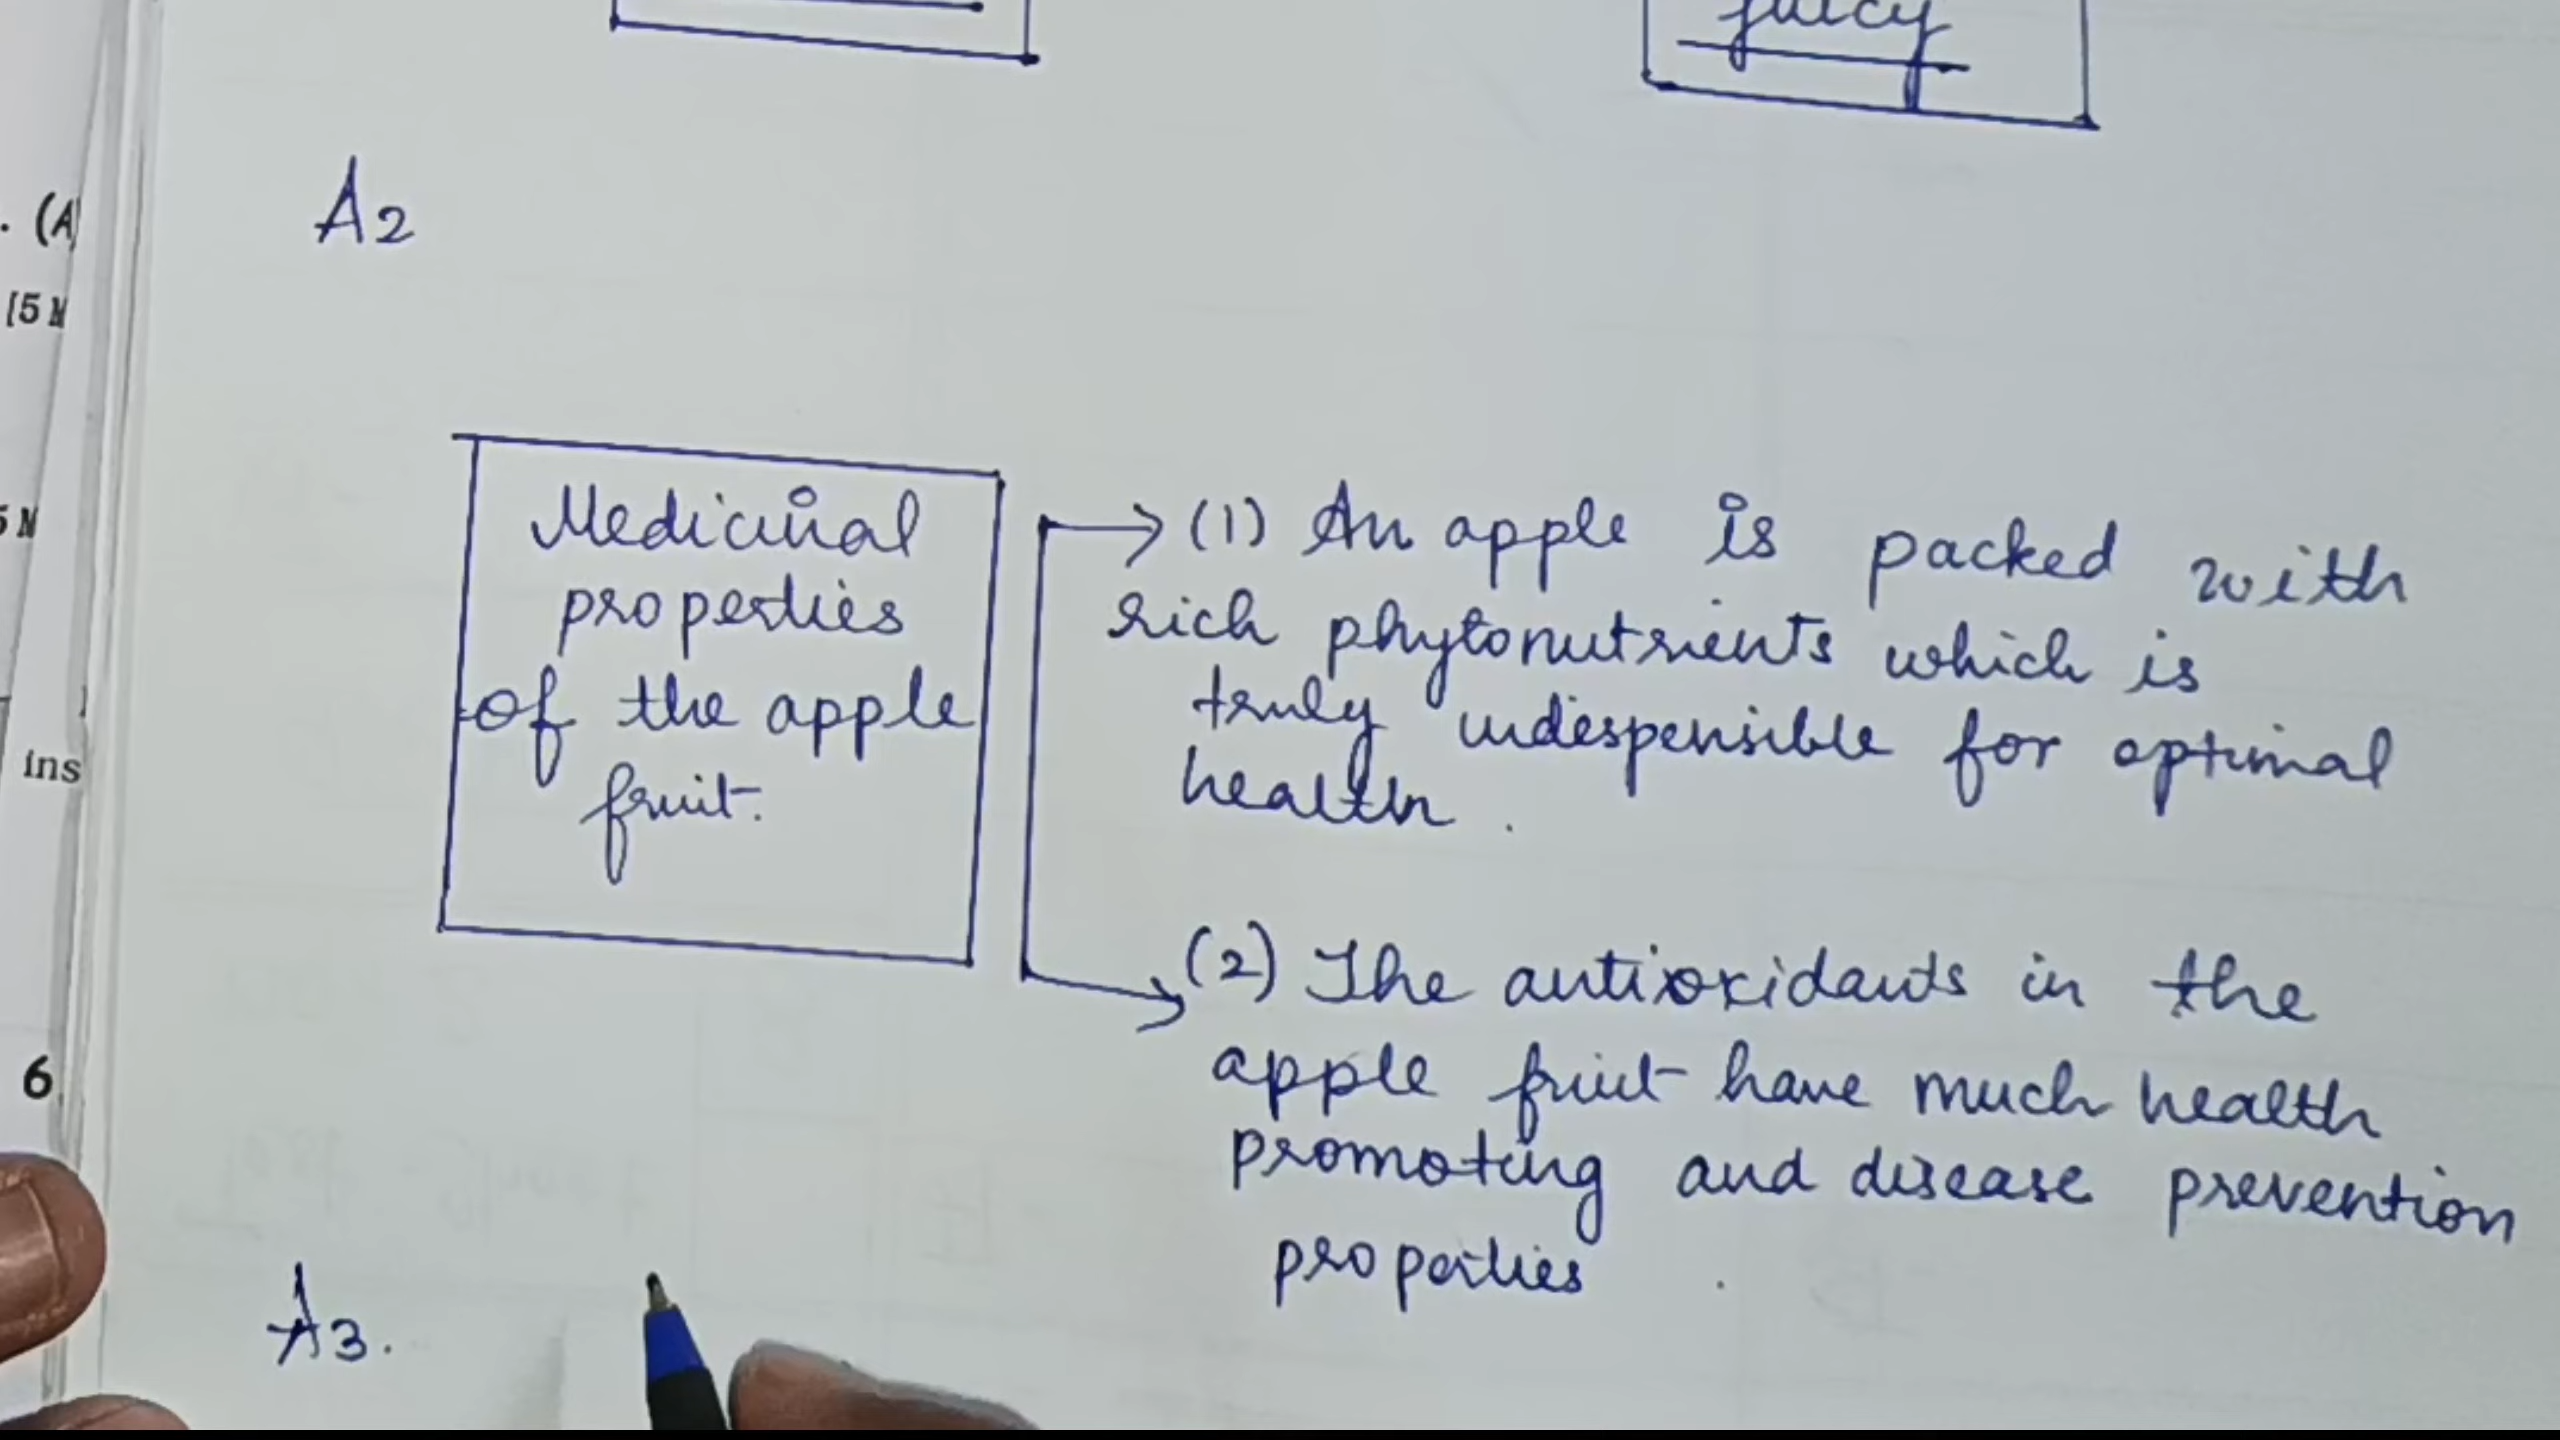 juicy
. (A
[5 M
A2
5 M
ins
6
Medicinal
properties
of the apple
fruit.
(1) An apple is packed with
rich phytonutrients which is
truly indespensible for optimal
health.
(2) The antioxidants in the
apple fruit have much health
promoting and disease prevention
properties.
A3.